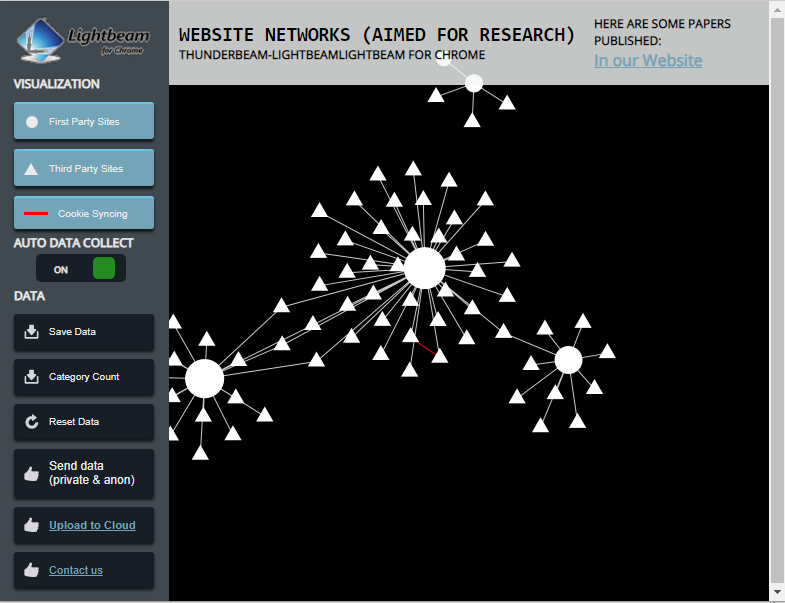 Lightbeam
for Chrome
VISUALIZATION
First Party Sites
Third Party Sites
Cookie Syncing
AUTO DATA COLLECT
ON
DATA
Save Data
Category Count
Reset Data
Send data
(private & anon)
Upload to Cloud
Contact us
WEBSITE NETWORKS (AIMED FOR RESEARCH)
THUNDERBEAM-LIGHTBEAMLIGHTBEAM FOR CHROME
HERE ARE SOME PAPERS
PUBLISHED:
In our Website